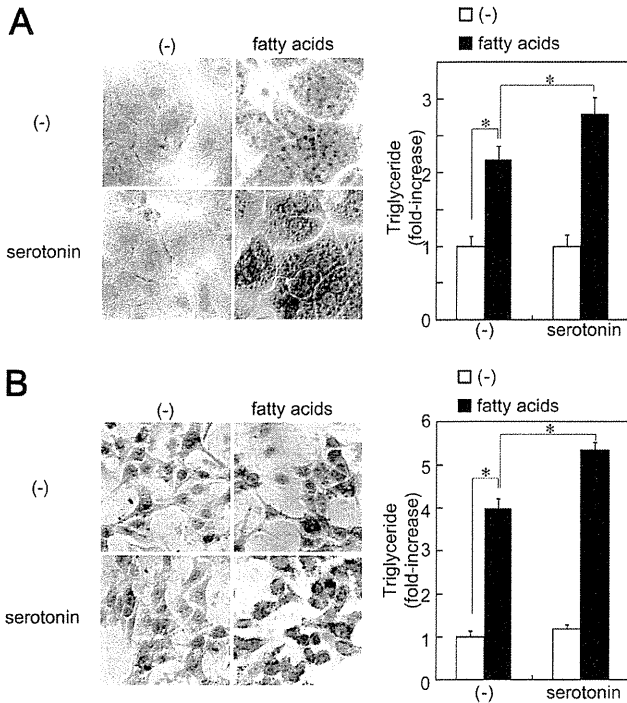 A
(-)
fatty acids
(-)
serotonin
(-)
fatty acids
Triglyceride
(fold-increase)
3
2
1
0
*
*
(-)
serotonin
B
(-)
fatty acids
(-)
serotonin
(-)
fatty acids
Triglyceride
(fold-increase)
6
5
4
3
2
1
0
*
*
(-)
serotonin